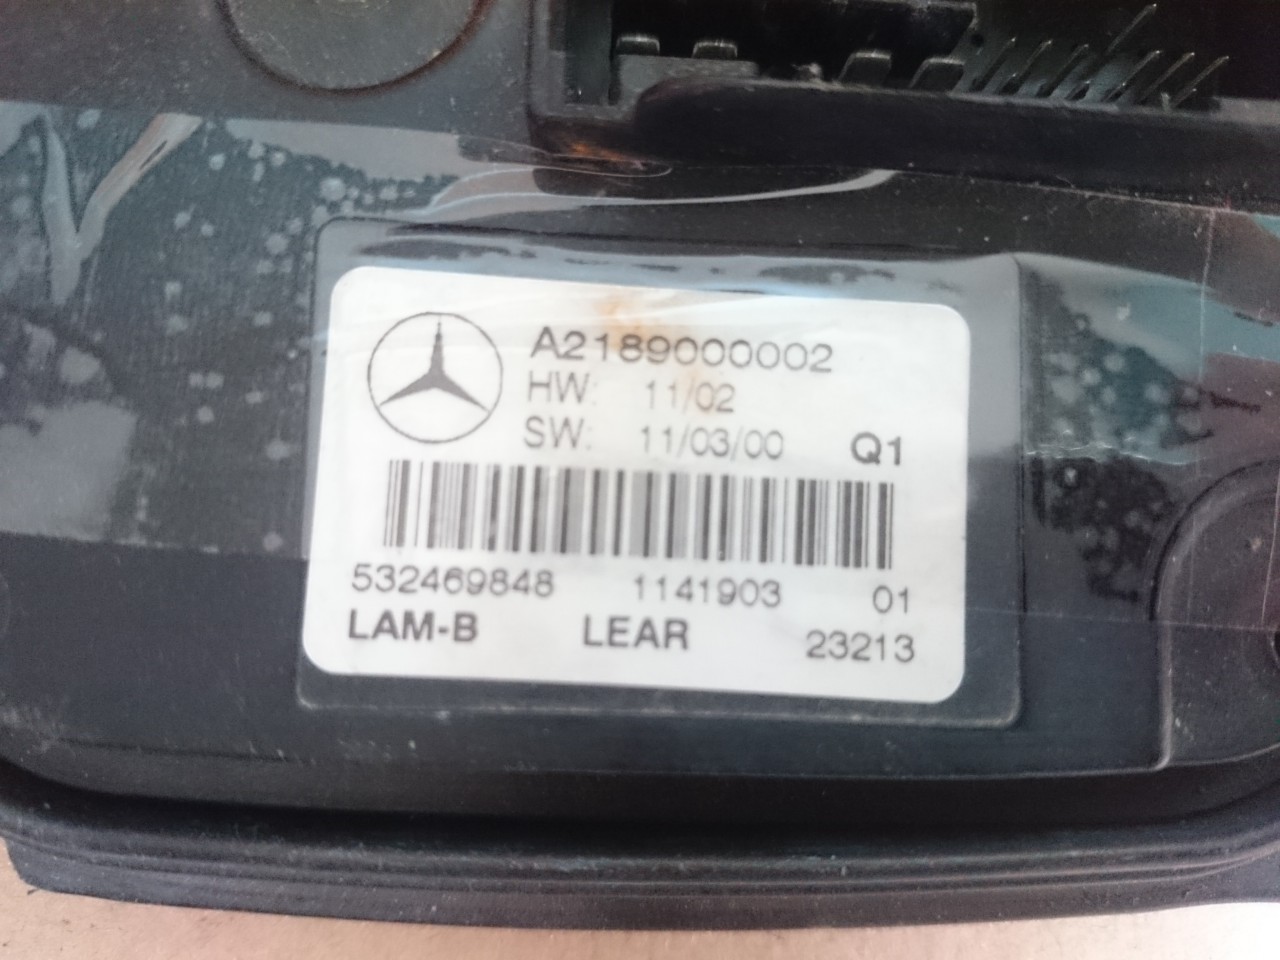 A2189000002
HW: 11/02
SW: 11/03/00 Q1
532469848 1141903 01
LAM-B LEAR 23213